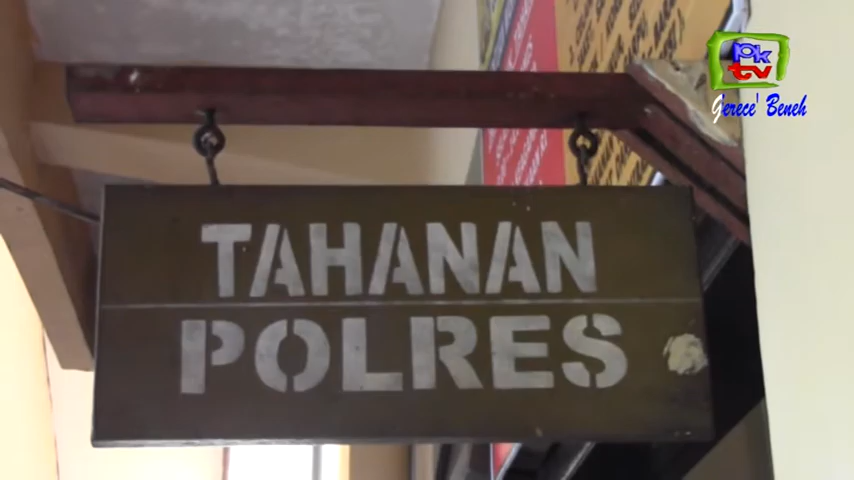 pk
tv
Gerece' Beneh
TAHANAN
POLRES